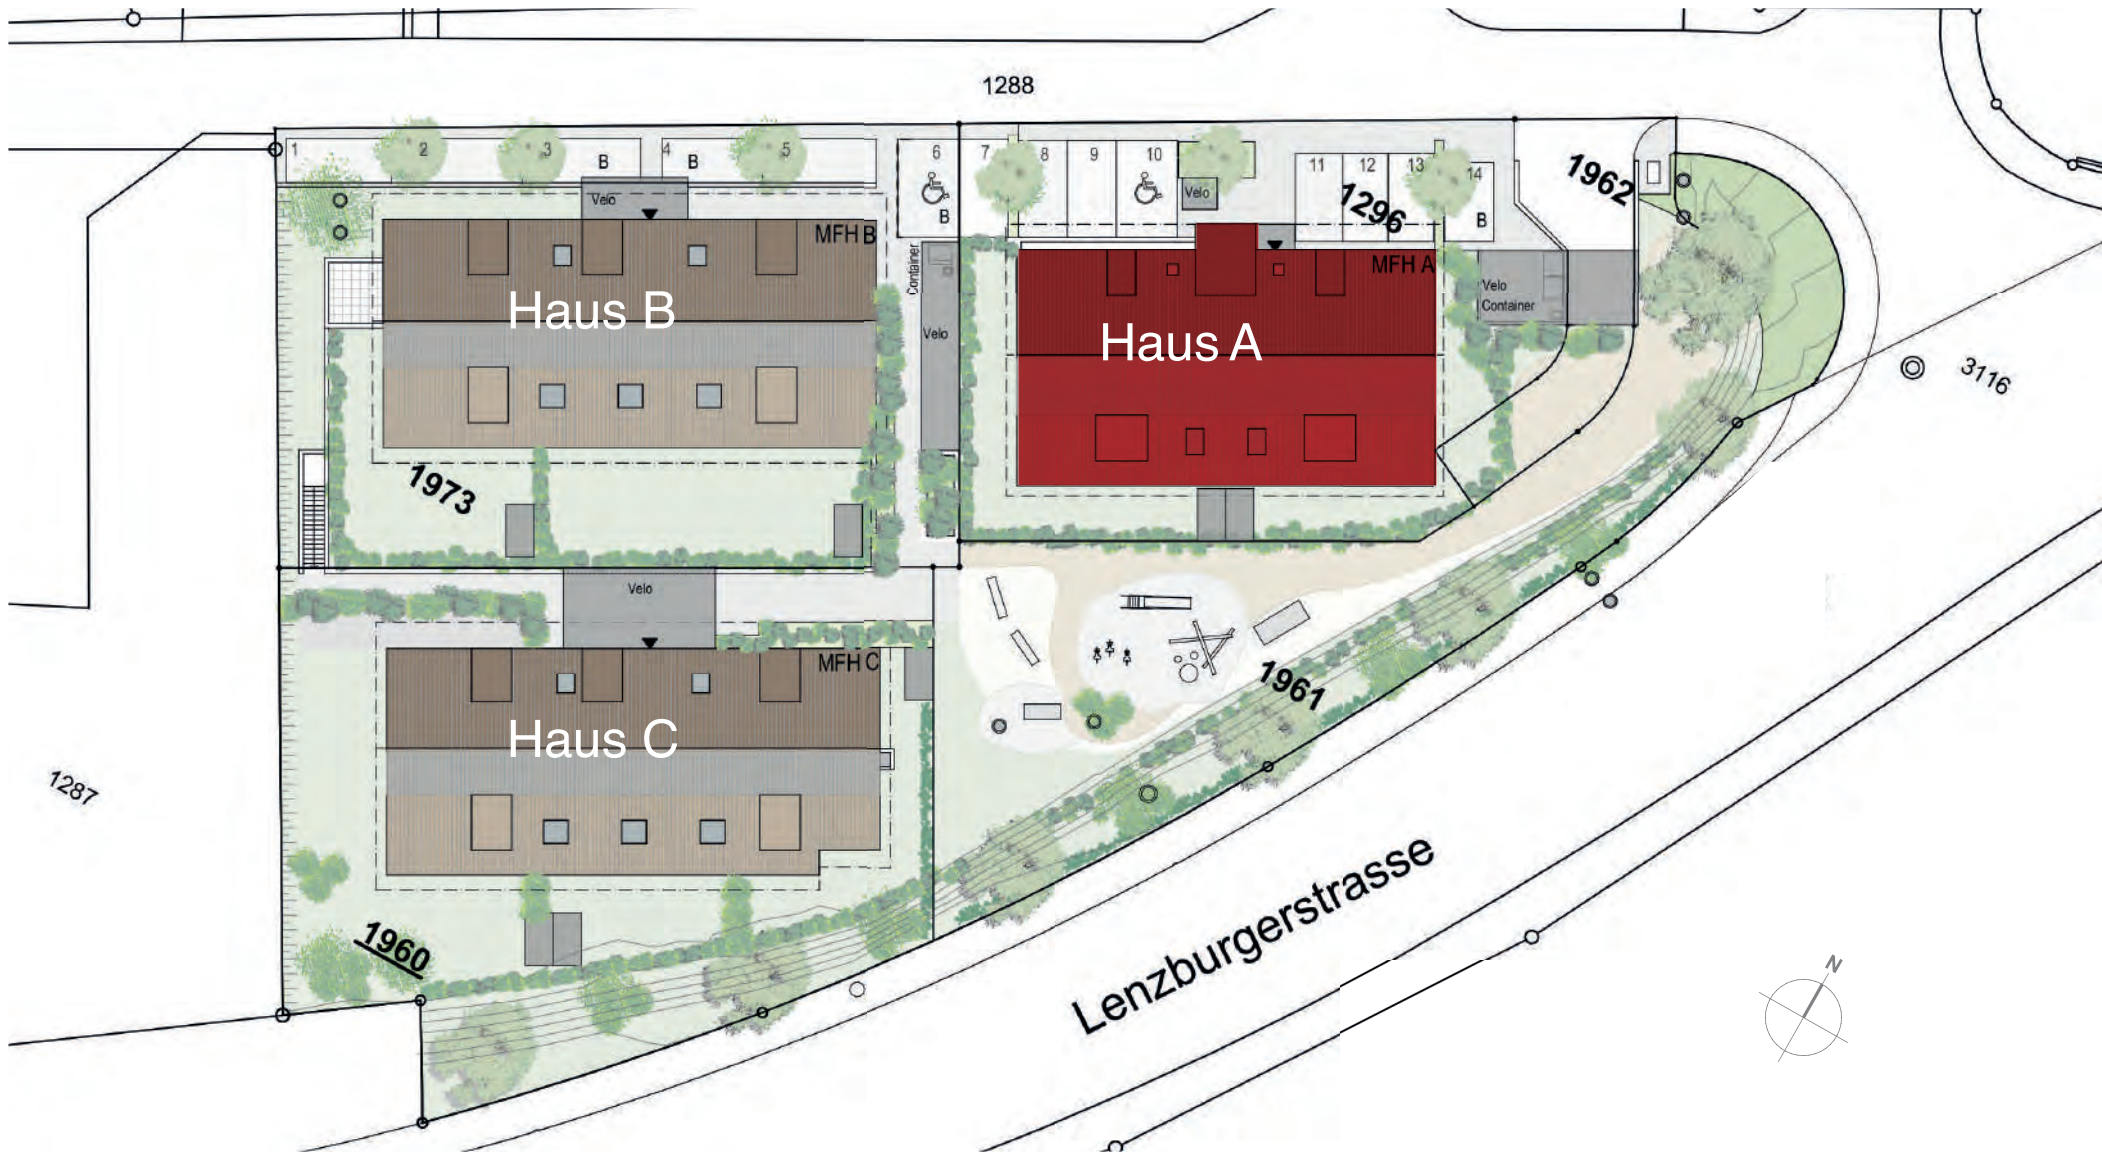 1288
1
2
3
B
4
B
5
6
B
7
8
9
10
11
12
13
14
B
1962
Velo
Velo
1296
MFH B
MFH A
Container
Velo
Velo
Container
Haus B
Haus A
3116
1973
Velo
MFH C
1961
Haus C
1287
1960
Lenzburgerstrasse
N